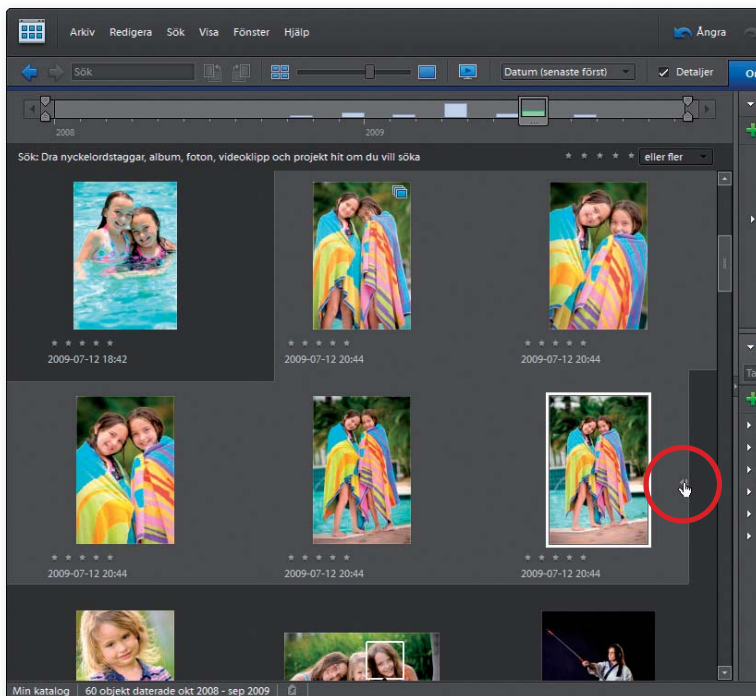 Arkiv Redigera Sök Visa Fönster Hjälp Ångra
Sök Datum (senaste först) Detaljer
2008 2009
Sök: Dra nyckelordstaggar, album, foton, videoklipp och projekt hit om du vill söka eller fler
2009-07-12 18:42 2009-07-12 20:44 2009-07-12 20:44
Ta
2009-07-12 20:44 2009-07-12 20:44 2009-07-12 20:44
Min katalog 60 objekt daterade okt 2008 - sep 2009